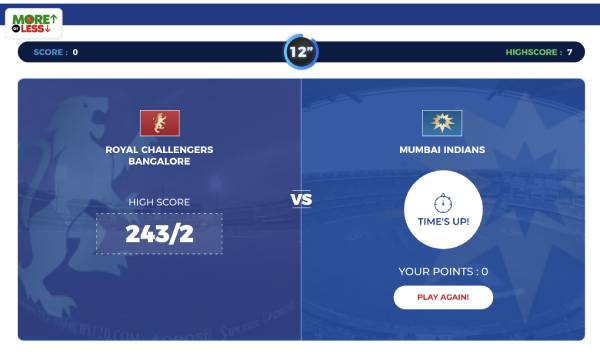 MORE
OR LESS
SCORE : 0
12"
HIGHSCORE : 7
ROYAL CHALLENGERS
BANGALORE
HIGH SCORE
243/2
VS
MUMBAI INDIANS
TIME'S UP!
YOUR POINTS : 0
PLAY AGAIN!